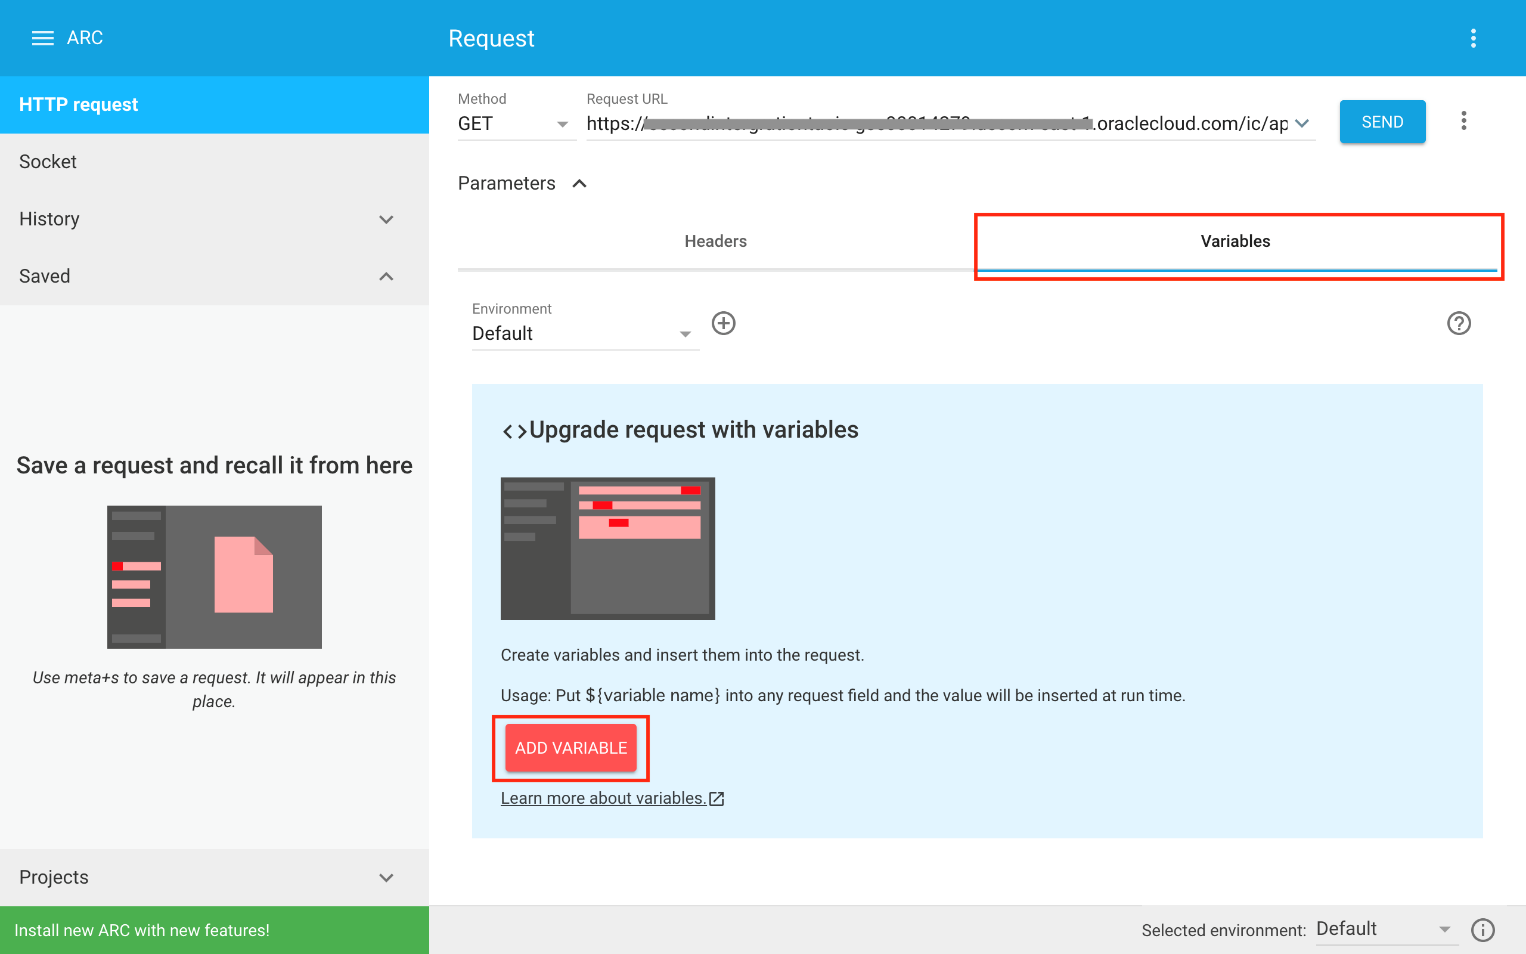 ARC
Request
HTTP request
Socket
History
Saved
Save a request and recall it from here
Use meta+s to save a request. It will appear in this
place.
Projects
Install new ARC with new features!
Method
Request URL
GET
https://
.oraclecloud.com/ic/ap
SEND
Parameters
Headers
Variables
Environment
Default
<>Upgrade request with variables
Create variables and insert them into the request.
Usage: Put ${variable name} into any request field and the value will be inserted at run time.
ADD VARIABLE
Learn more about variables.
Selected environment: Default